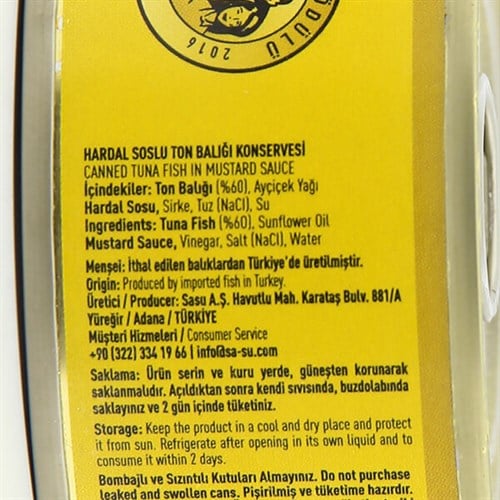 ÖDÜLÜ
2016
HARDAL SOSLU TON BALIĞI KONSERVESİ
CANNED TUNA FISH IN MUSTARD SAUCE
İçindekiler: Ton Balığı (%60), Ayçiçek Yağı
Hardal Sosu, Sirke, Tuz (NaCl), Su
Ingredients: Tuna Fish (%60), Sunflower Oil
Mustard Sauce, Vinegar, Salt (NaCl), Water
Menşei: İthal edilen balıklardan Türkiye'de üretilmiştir.
Origin: Produced by imported fish in Turkey.
Üretici / Producer: Sasu A.Ş. Havutlu Mah. Karataş Bulv. 881/A
Yüreğir / Adana / TÜRKİYE
Müşteri Hizmeleri / Consumer Service
+90 (322) 334 19 66 | info@sa-su.com
Saklama: Ürün serin ve kuru yerde, güneşten korunarak
saklanmalıdır. Açıldıktan sonra kendi sıvısında, buzdolabında
saklayınız ve 2 gün içinde tüketiniz.
Storage: Keep the product in a cool and dry place and protect
it from sun. Refrigerate after opening in its own liquid and to
consume it within 2 days.
Bombajlı ve Sızıntılı Kutuları Almayınız. Do not purchase
leaked and swollen cans. Pişirilmiş ve tüketime hazırdır.